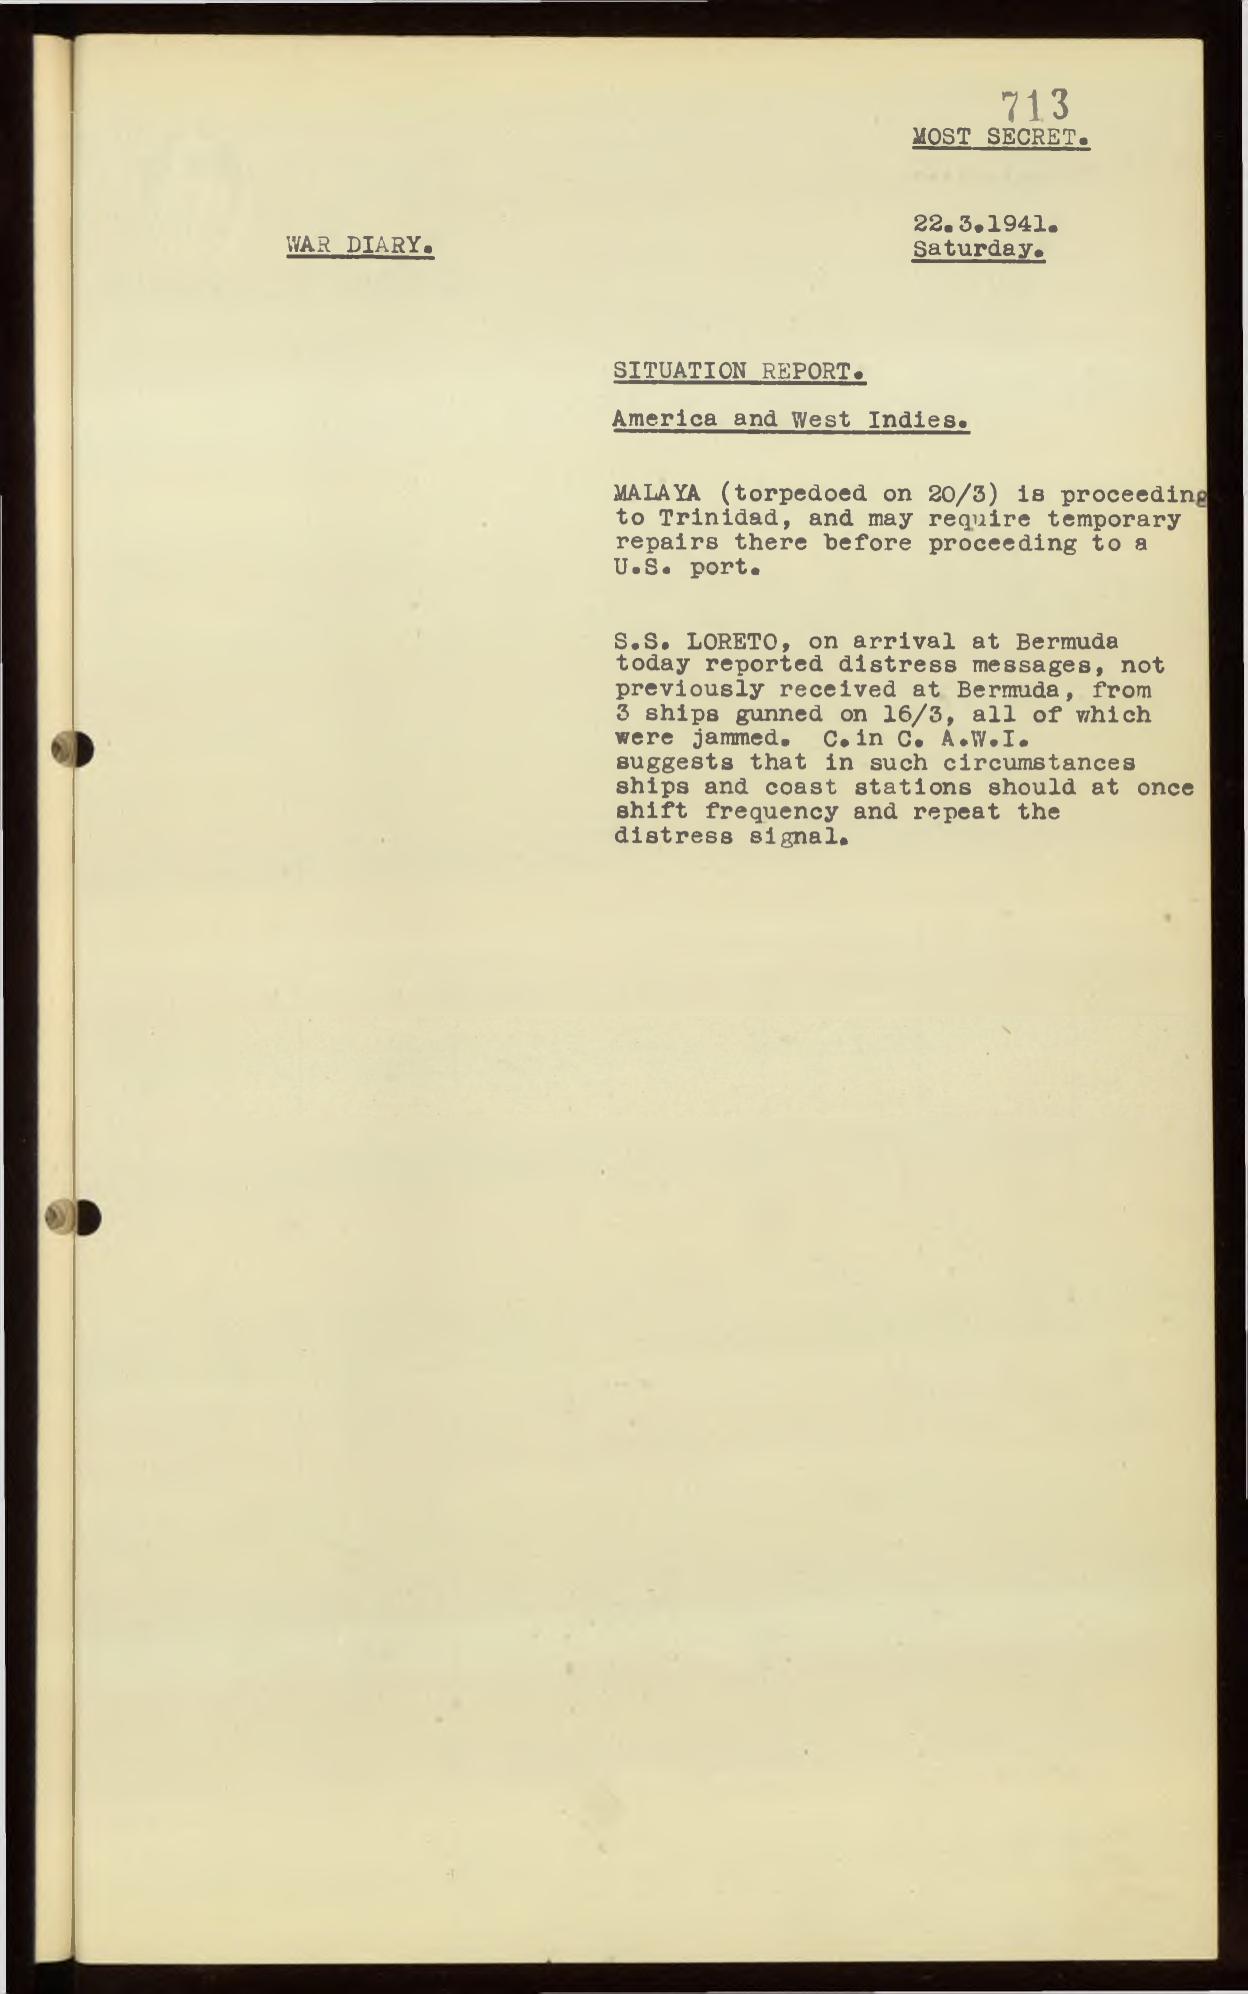 713
MOST SECRET.
22.3.1941.
WAR DIARY.
Saturday.
SITUATION REPORT.
America and West Indies.
MALAYA (torpedoed on 20/3) is proceeding
to Trinidad, and may require temporary
repairs there before proceeding to a
U.S. port.
S.S. LORETO, on arrival at Bermuda
today reported distress messages, not
previously received at Bermuda, from
3 ships gunned on 16/3, all of which
were jammed. C.in C. A.W.I.
suggests that in such circumstances
ships and coast stations should at once
shift frequency and repeat the
distress signal.